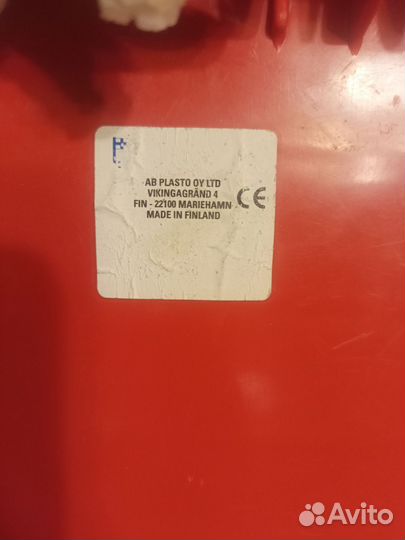 AB PLASTO OY LTD
VIKINGAGRÄND 4
FIN - 22100 MARIEHAMN
MADE IN FINLAND
CE
Avito